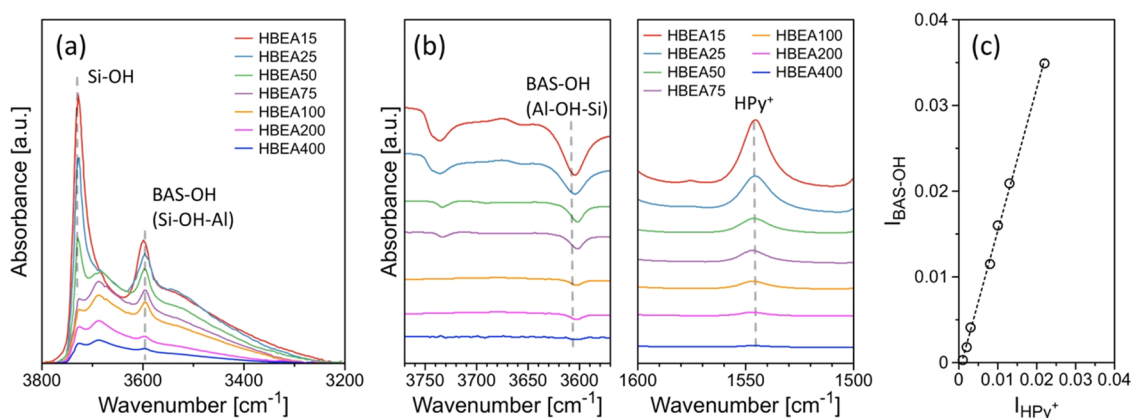 (a)
Si-OH
HBEA15
HBEA25
HBEA50
HBEA75
HBEA100
HBEA200
HBEA400
BAS-OH
(Si-OH-Al)
Absorbance [a.u.]
3800 3600 3400 3200
Wavenumber [cm-1]
(b)
BAS-OH
(Al-OH-Si)
Absorbance [a.u.]
3750 3700 3650 3600
Wavenumber [cm-1]
HBEA15 HBEA100
HBEA25 HBEA200
HBEA50 HBEA400
HBEA75
HPy+
1600 1550 1500
Wavenumber [cm-1]
(c)
0.04
0.03
0.02
0.01
0
IBAS-OH
0 0.01 0.02 0.03 0.04
IHPy+